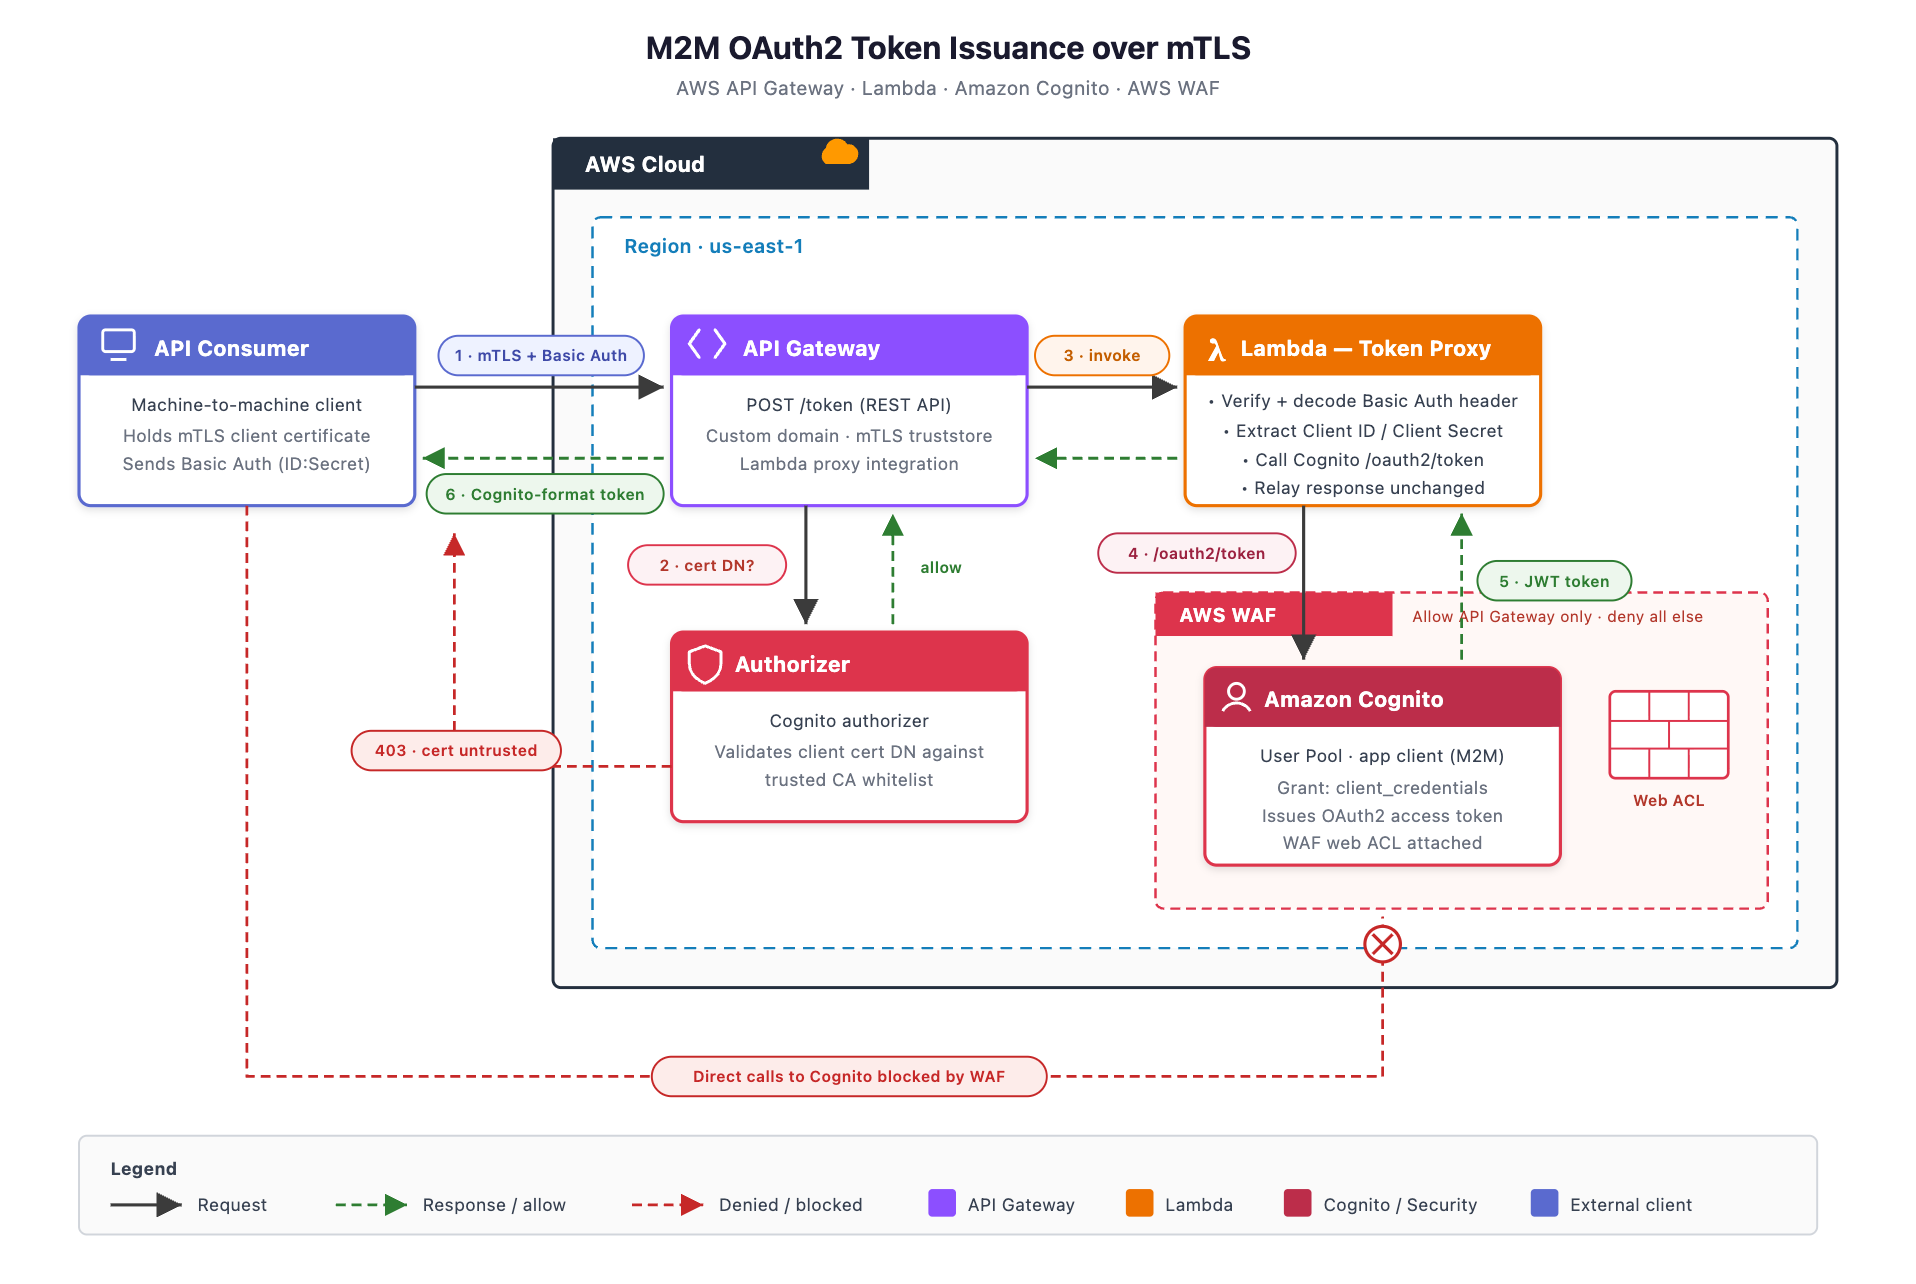 M2M OAuth2 Token Issuance over mTLS
AWS API Gateway · Lambda · Amazon Cognito · AWS WAF
AWS Cloud
Region · us-east-1
API Consumer
Machine-to-machine client
Holds mTLS client certificate
Sends Basic Auth (ID:Secret)
1 · mTLS + Basic Auth
6 · Cognito-format token
API Gateway
POST /token (REST API)
Custom domain · mTLS truststore
Lambda proxy integration
3 · invoke
λ Lambda — Token Proxy
• Verify + decode Basic Auth header
• Extract Client ID / Client Secret
• Call Cognito /oauth2/token
• Relay response unchanged
2 · cert DN?
allow
4 · /oauth2/token
5 · JWT token
Authorizer
Cognito authorizer
Validates client cert DN against
trusted CA whitelist
403 · cert untrusted
AWS WAF
Allow API Gateway only · deny all else
Amazon Cognito
User Pool · app client (M2M)
Grant: client_credentials
Issues OAuth2 access token
WAF web ACL attached
Web ACL
Direct calls to Cognito blocked by WAF
Legend
Request
Response / allow
Denied / blocked
API Gateway
Lambda
Cognito / Security
External client